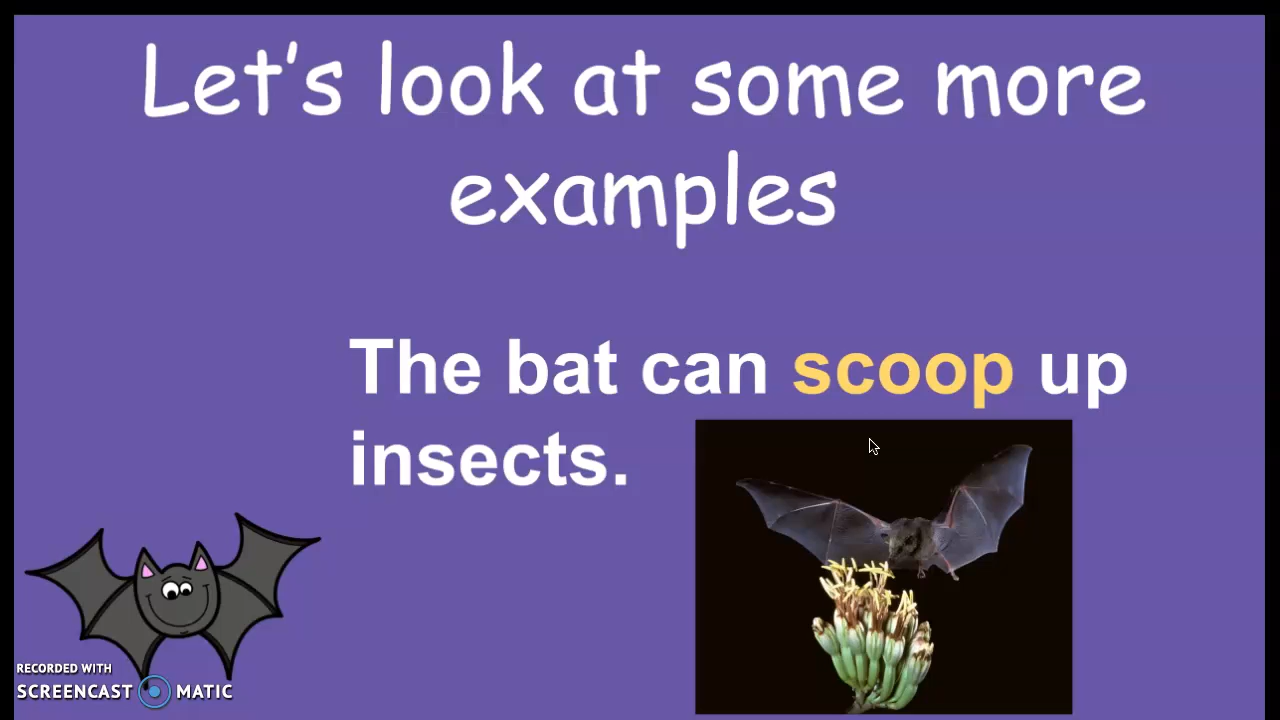 Let's look at some more
examples
The bat can scoop up
insects.
RECORDED WITH
SCREENCAST MATIC